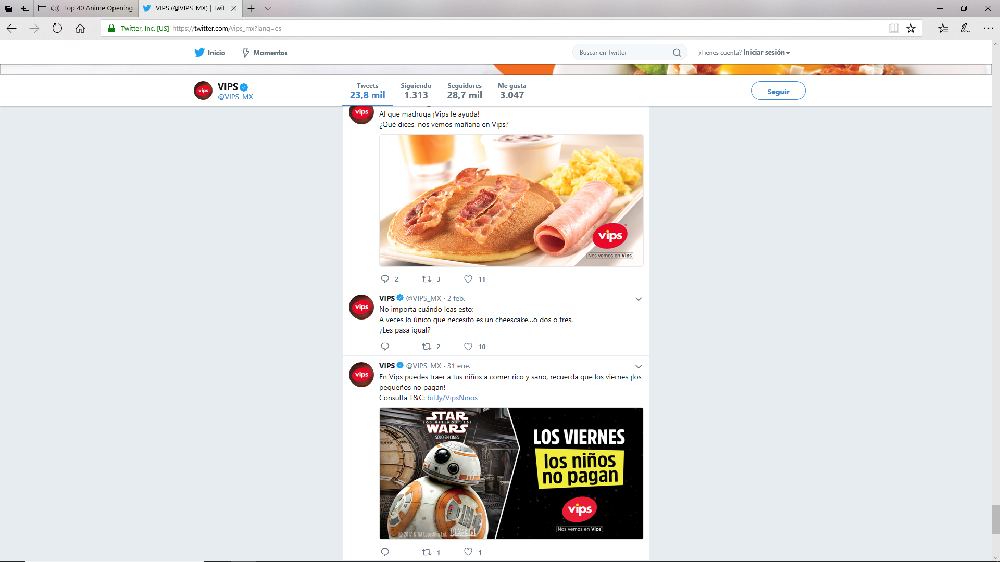 Top 40 Anime Opening
VIPS (@VIPS_MX) | Twit
Twitter, Inc. [US] https://twitter.com/vips_mx?lang=es
Inicio
Momentos
Buscar en Twitter
¿Tienes cuenta? Iniciar sesión
vips
VIPS
@VIPS_MX
Tweets
23,8 mil
Siguiendo
1.313
Seguidores
28,7 mil
Me gusta
3.047
Seguir
vips
Al que madruga ¡Vips le ayuda!
¿Qué dices, nos vemos mañana en Vips?
vips
Nos vemos en Vips
2 3 11
vips
VIPS @VIPS_MX · 2 feb.
No importa cuándo leas esto:
A veces lo único que necesito es un cheescake...o dos o tres.
¿Les pasa igual?
2 10
vips
VIPS @VIPS_MX · 31 ene.
En Vips puedes traer a tus niños a comer rico y sano, recuerda que los viernes ¡los
pequeños no pagan!
Consulta T&C: bit.ly/VipsNinos
STAR
LOS ÚLTIMOS JEDI
WARS
SÓLO EN CINES
LOS VIERNES
los niños
no pagan
vips
Nos vemos en Vips
© 2017 & TM Lucasfilm Ltd.
LUCASFILM
1 1